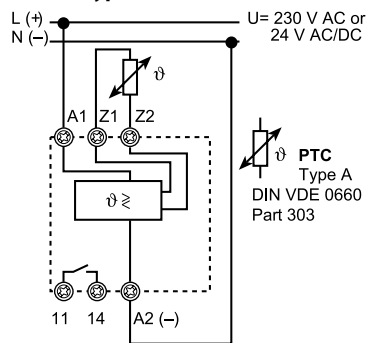 L (+)
N (–)
U= 230 V AC or
24 V AC/DC
ϑ
A1 Z1 Z2
ϑ PTC
Type A
DIN VDE 0660
Part 303
ϑ ≷
11 14 A2 (–)